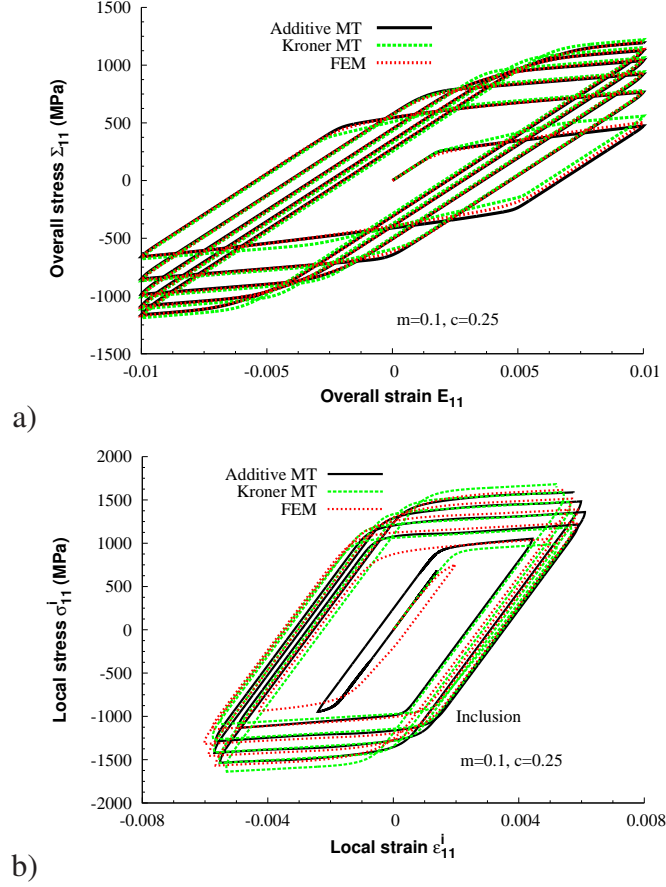 1500
1000
500
0
-500
-1000
-1500
-0.01
-0.005
0
0.005
0.01
Overall stress Σ11 (MPa)
Overall strain E11
Additive MT
Kroner MT
FEM
m=0.1, c=0.25
a)
2000
1500
1000
500
0
-500
-1000
-1500
-2000
-0.008
-0.004
0
0.004
0.008
Local stress σ11^i (MPa)
Local strain ε11^i
Additive MT
Kroner MT
FEM
Inclusion
m=0.1, c=0.25
b)